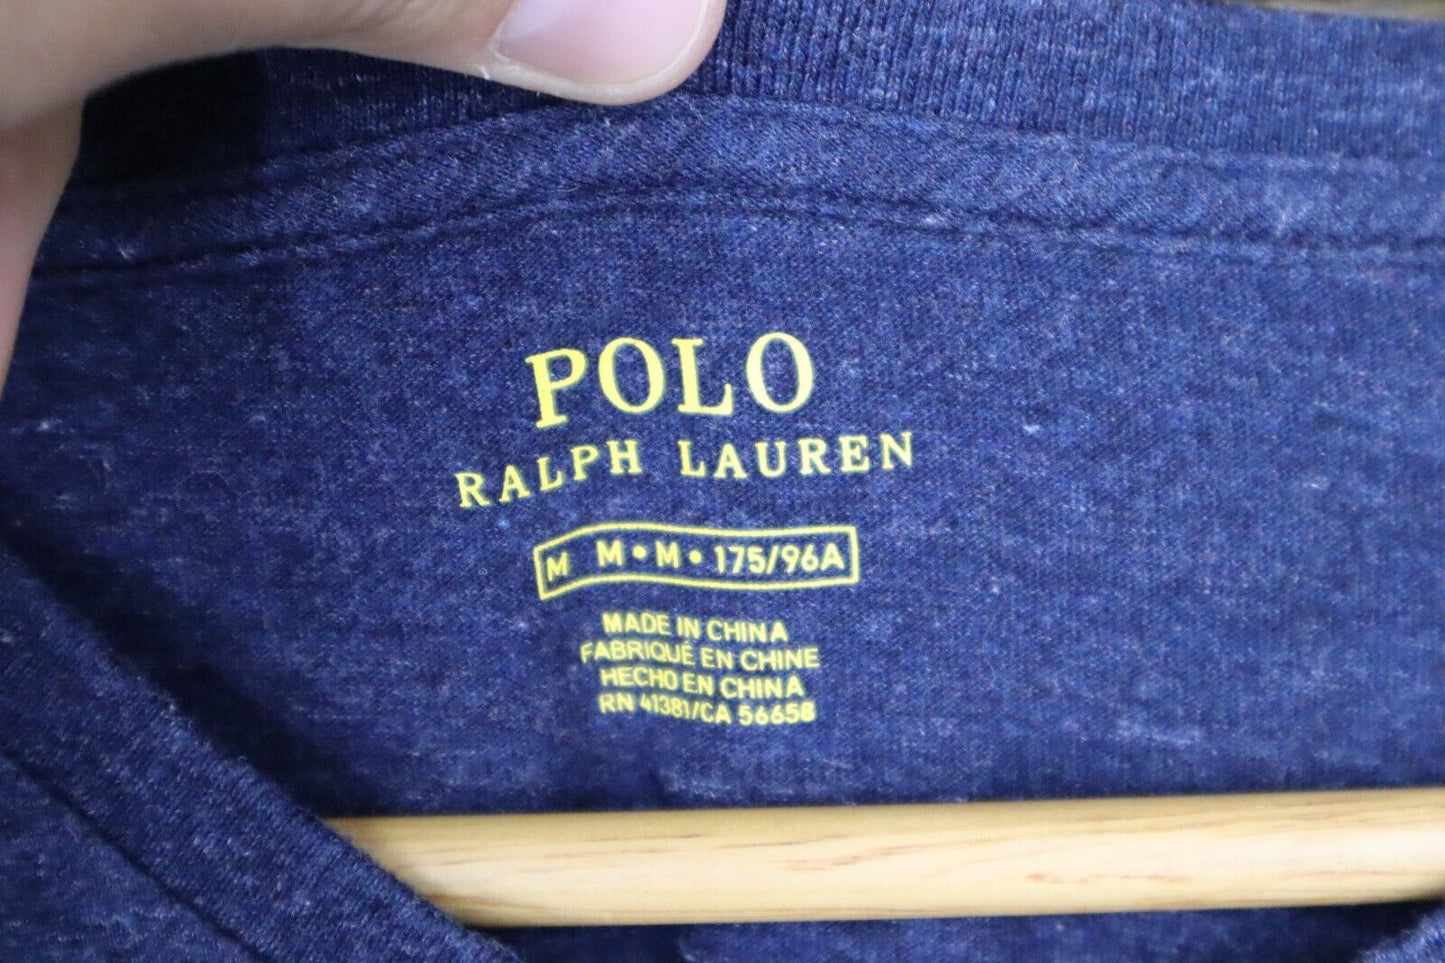 POLO
RALPH LAUREN
M M•M•175/96A
MADE IN CHINA
FABRIQUÉ EN CHINE
HECHO EN CHINA
RN 41381/CA 56658